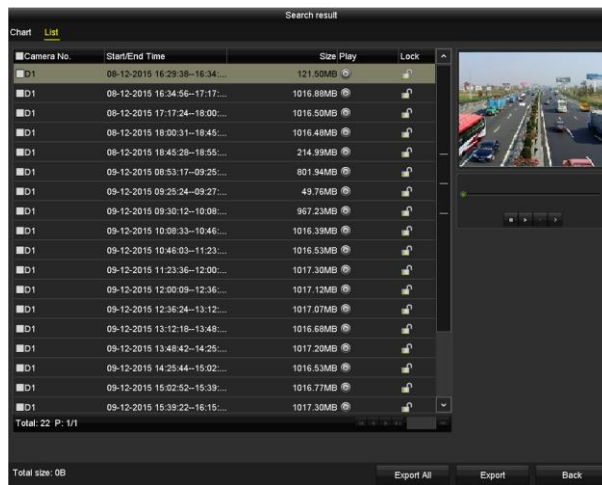 Search result
Chart List
Camera No. Start/End Time Size Play Lock
D1 08-12-2015 16:29:38--16:34:... 121.50MB
D1 08-12-2015 16:34:56--17:17:... 1016.88MB
D1 08-12-2015 17:17:24--18:00:... 1016.50MB
D1 08-12-2015 18:00:31--18:45:... 1016.48MB
D1 08-12-2015 18:45:28--18:55:... 214.99MB
D1 09-12-2015 08:53:17--09:25:... 801.94MB
D1 09-12-2015 09:25:24--09:27:... 49.76MB
D1 09-12-2015 09:30:12--10:08:... 967.23MB
D1 09-12-2015 10:08:33--10:46:... 1016.39MB
D1 09-12-2015 10:46:03--11:23:... 1016.53MB
D1 09-12-2015 11:23:36--12:00:... 1017.30MB
D1 09-12-2015 12:00:09--12:36:... 1017.12MB
D1 09-12-2015 12:36:24--13:12:... 1017.07MB
D1 09-12-2015 13:12:18--13:48:... 1016.68MB
D1 09-12-2015 13:48:42--14:25:... 1017.20MB
D1 09-12-2015 14:25:44--15:02:... 1016.53MB
D1 09-12-2015 15:02:52--15:39:... 1016.77MB
D1 09-12-2015 15:39:22--16:15:... 1017.30MB
Total: 22 P: 1/1
Total size: 0B
Export All Export Back